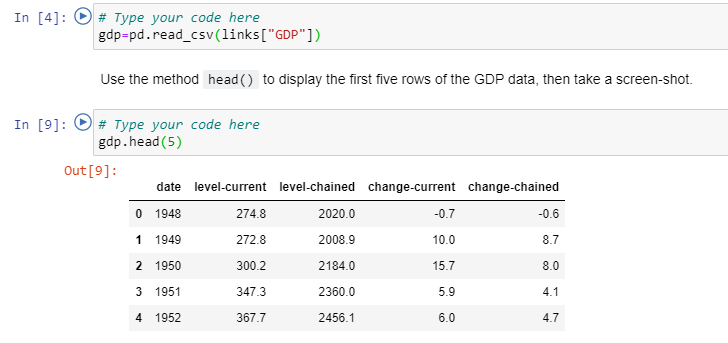 In [4]: # Type your code here
gdp=pd.read_csv(links["GDP"])
Use the method head() to display the first five rows of the GDP data, then take a screen-shot.
In [9]: # Type your code here
gdp.head(5)
Out[9]:
date level-current level-chained change-current change-chained
0 1948 274.8 2020.0 -0.7 -0.6
1 1949 272.8 2008.9 10.0 8.7
2 1950 300.2 2184.0 15.7 8.0
3 1951 347.3 2360.0 5.9 4.1
4 1952 367.7 2456.1 6.0 4.7